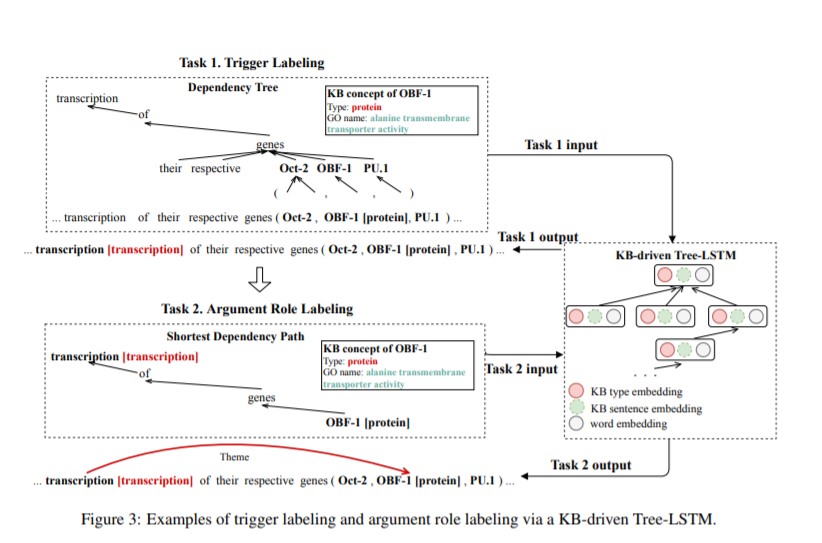 Task 1. Trigger Labeling
Dependency Tree
transcription
of
genes
their respective Oct-2 OBF-1 PU.1
( , , )
KB concept of OBF-1
Type: protein
GO name: alanine transmembrane
transporter activity
... transcription of their respective genes ( Oct-2 , OBF-1 [protein], PU.1 ) ...
Task 1 input
Task 1 output
... transcription [transcription] of their respective genes ( Oct-2 , OBF-1 [protein] , PU.1 ) ...
KB-driven Tree-LSTM
. . .
KB type embedding
KB sentence embedding
word embedding
Task 2. Argument Role Labeling
Shortest Dependency Path
transcription [transcription]
of
genes
OBF-1 [protein]
KB concept of OBF-1
Type: protein
GO name: alanine transmembrane
transporter activity
Task 2 input
Theme
Task 2 output
... transcription [transcription] of their respective genes ( Oct-2 , OBF-1 [protein] , PU.1 ) ...
Figure 3: Examples of trigger labeling and argument role labeling via a KB-driven Tree-LSTM.